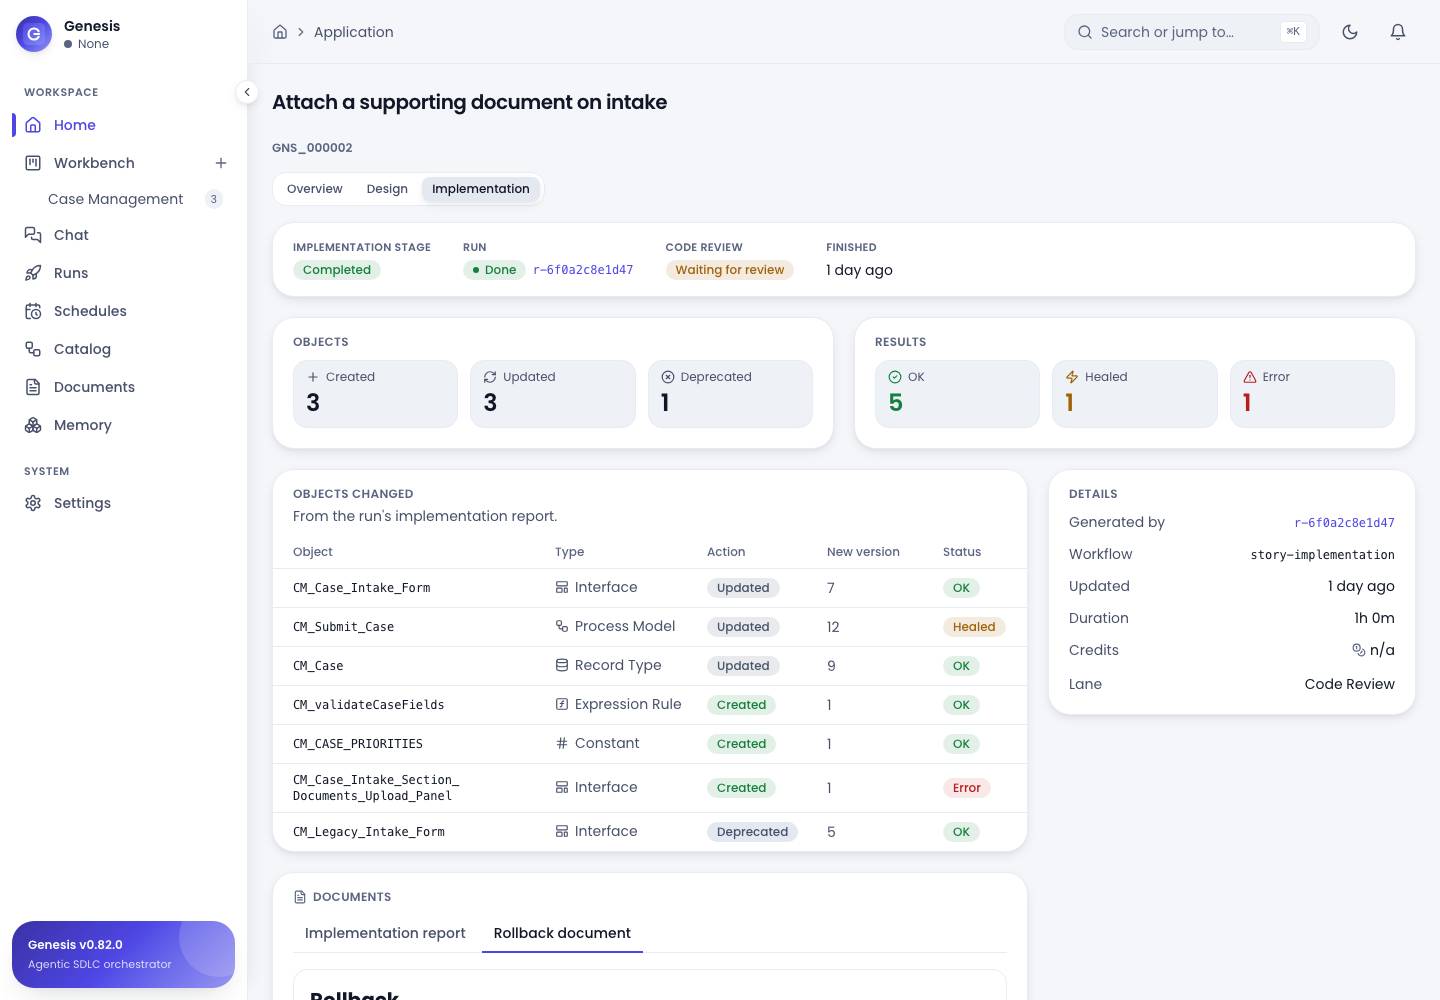 Genesis
None
WORKSPACE
Home
Workbench
Case Management 3
Chat
Runs
Schedules
Catalog
Documents
Memory
SYSTEM
Settings
Genesis v0.82.0
Agentic SDLC orchestrator
Application
Search or jump to... ⌘K
Attach a supporting document on intake
GNS_000002
Overview Design Implementation
IMPLEMENTATION STAGE RUN CODE REVIEW FINISHED
Completed Done r-6f0a2c8e1d47 Waiting for review 1 day ago
OBJECTS
Created Updated Deprecated
3 3 1
RESULTS
OK Healed Error
5 1 1
OBJECTS CHANGED
From the run's implementation report.
Object Type Action New version Status
CM_Case_Intake_Form Interface Updated 7 OK
CM_Submit_Case Process Model Updated 12 Healed
CM_Case Record Type Updated 9 OK
CM_validateCaseFields Expression Rule Created 1 OK
CM_CASE_PRIORITIES Constant Created 1 OK
CM_Case_Intake_Section_
Documents_Upload_Panel Interface Created 1 Error
CM_Legacy_Intake_Form Interface Deprecated 5 OK
DETAILS
Generated by r-6f0a2c8e1d47
Workflow story-implementation
Updated 1 day ago
Duration 1h 0m
Credits n/a
Lane Code Review
DOCUMENTS
Implementation report Rollback document
Rollback